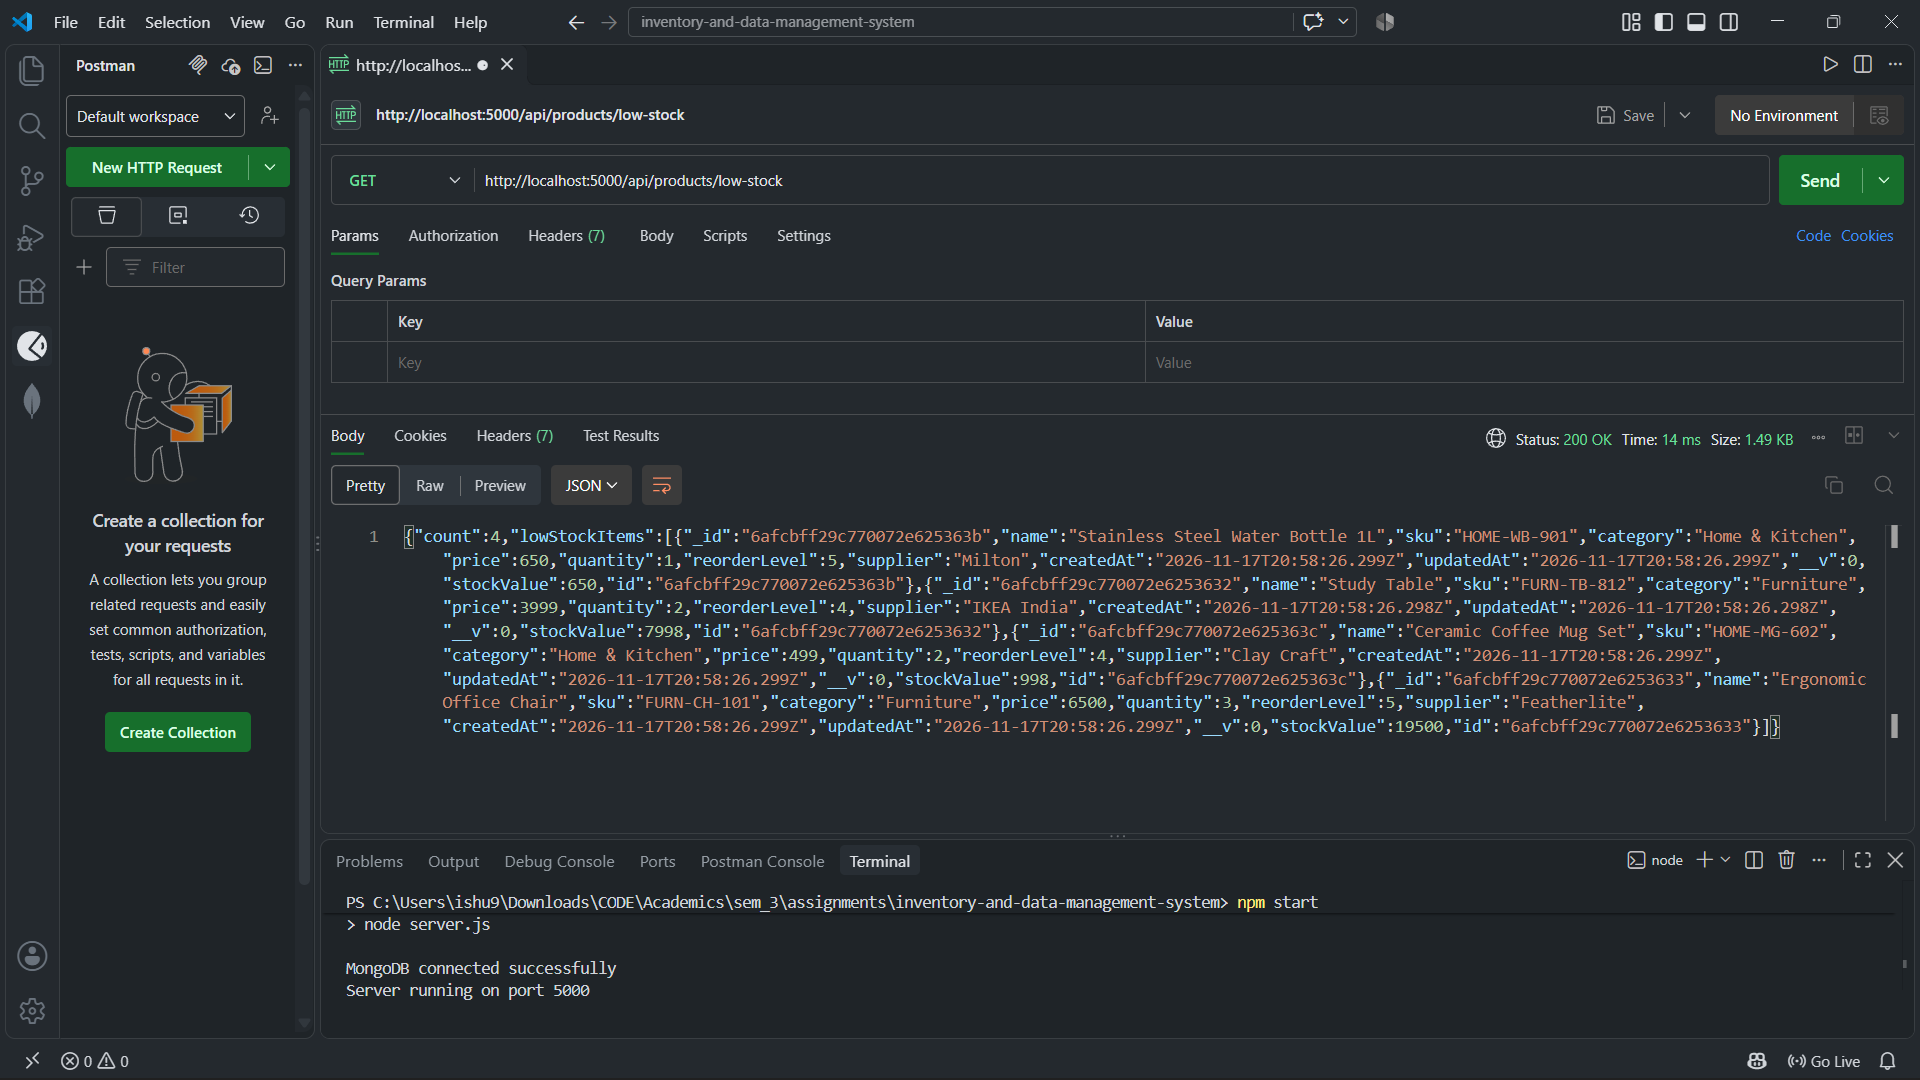 File Edit Selection View Go Run Terminal Help
inventory-and-data-management-system
Postman
http://localhos...
Default workspace
HTTP http://localhost:5000/api/products/low-stock
Save
No Environment
New HTTP Request
GET http://localhost:5000/api/products/low-stock
Send
Params Authorization Headers (7) Body Scripts Settings
Code Cookies
Filter
Query Params
Key Value
Key Value
Body Cookies Headers (7) Test Results
Status: 200 OK Time: 14 ms Size: 1.49 KB
Pretty Raw Preview JSON
Create a collection for
your requests
A collection lets you group
related requests and easily
set common authorization,
tests, scripts, and variables
for all requests in it.
Create Collection
1 {"count":4,"lowStockItems":[{"_id":"6afcbff29c770072e625363b","name":"Stainless Steel Water Bottle 1L","sku":"HOME-WB-901","category":"Home & Kitchen",
"price":650,"quantity":1,"reorderLevel":5,"supplier":"Milton","createdAt":"2026-11-17T20:58:26.299Z","updatedAt":"2026-11-17T20:58:26.299Z","__v":0,
"stockValue":650,"id":"6afcbff29c770072e625363b"},{"_id":"6afcbff29c770072e6253632","name":"Study Table","sku":"FURN-TB-812","category":"Furniture",
"price":3999,"quantity":2,"reorderLevel":4,"supplier":"IKEA India","createdAt":"2026-11-17T20:58:26.298Z","updatedAt":"2026-11-17T20:58:26.298Z",
"__v":0,"stockValue":7998,"id":"6afcbff29c770072e6253632"},{"_id":"6afcbff29c770072e625363c","name":"Ceramic Coffee Mug Set","sku":"HOME-MG-602",
"category":"Home & Kitchen","price":499,"quantity":2,"reorderLevel":4,"supplier":"Clay Craft","createdAt":"2026-11-17T20:58:26.299Z",
"updatedAt":"2026-11-17T20:58:26.299Z","__v":0,"stockValue":998,"id":"6afcbff29c770072e625363c"},{"_id":"6afcbff29c770072e6253633","name":"Ergonomic
Office Chair","sku":"FURN-CH-101","category":"Furniture","price":6500,"quantity":3,"reorderLevel":5,"supplier":"Featherlite",
"createdAt":"2026-11-17T20:58:26.299Z","updatedAt":"2026-11-17T20:58:26.299Z","__v":0,"stockValue":19500,"id":"6afcbff29c770072e6253633"}]}
Problems Output Debug Console Ports Postman Console Terminal
node
PS C:\Users\ishu9\Downloads\CODE\Academics\sem_3\assignments\inventory-and-data-management-system> npm start
> node server.js
MongoDB connected successfully
Server running on port 5000
0 0
Go Live